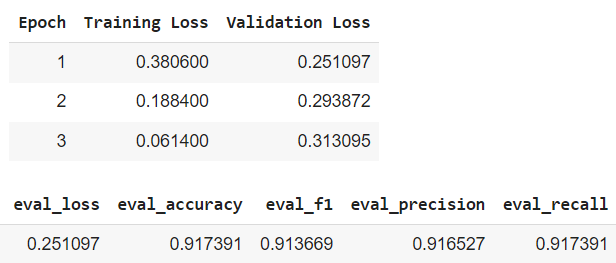 Epoch Training Loss Validation Loss
1 0.380600 0.251097
2 0.188400 0.293872
3 0.061400 0.313095
eval_loss eval_accuracy eval_f1 eval_precision eval_recall
0.251097 0.917391 0.913669 0.916527 0.917391